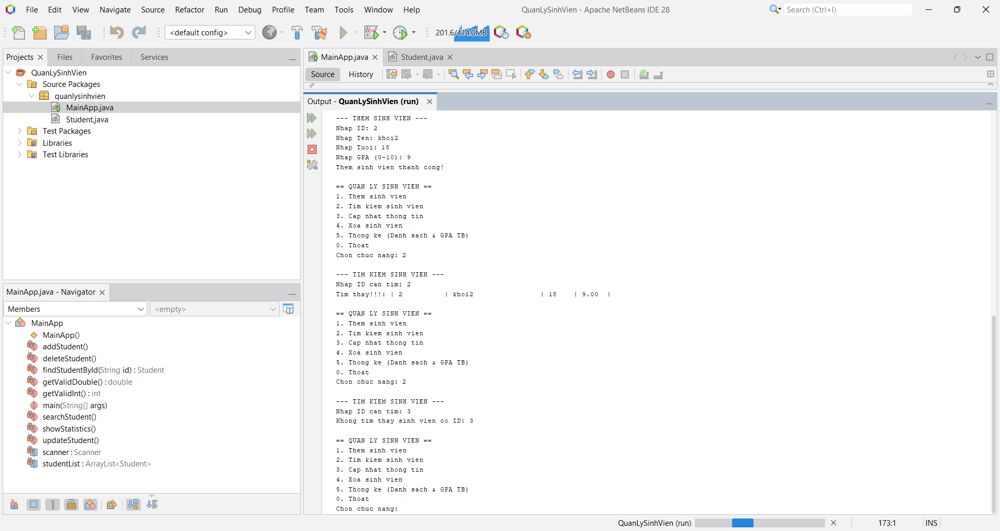 File Edit View Navigate Source Refactor Run Debug Profile Team Tools Window Help
QuanLySinhVien - Apache NetBeans IDE 28
Search (Ctrl+I)
<default config>
201.6/414.0MB
Projects Files Favorites Services
QuanLySinhVien
Source Packages
quanlysinhvien
MainApp.java
Student.java
Test Packages
Libraries
Test Libraries
MainApp.java - Navigator
Members
<empty>
MainApp
MainApp()
addStudent()
deleteStudent()
findStudentById(String id) : Student
getValidDouble() : double
getValidInt() : int
main(String[] args)
searchStudent()
showStatistics()
updateStudent()
scanner : Scanner
studentList : ArrayList<Student>
MainApp.java Student.java
Source History
Output - QuanLySinhVien (run)
--- THEM SINH VIEN ---
Nhap ID: 2
Nhap Ten: khoi2
Nhap Tuoi: 18
Nhap GPA (0-10): 9
Them sinh vien thanh cong!
== QUAN LY SINH VIEN ==
1. Them sinh vien
2. Tim kiem sinh vien
3. Cap nhat thong tin
4. Xoa sinh vien
5. Thong ke (Danh sach & GPA TB)
0. Thoat
Chon chuc nang: 2
--- TIM KIEM SINH VIEN ---
Nhap ID can tim: 2
Tim thay!!!: | 2 | khoi2 | 18 | 9.00 |
== QUAN LY SINH VIEN ==
1. Them sinh vien
2. Tim kiem sinh vien
3. Cap nhat thong tin
4. Xoa sinh vien
5. Thong ke (Danh sach & GPA TB)
0. Thoat
Chon chuc nang: 2
--- TIM KIEM SINH VIEN ---
Nhap ID can tim: 3
Khong tim thay sinh vien co ID: 3
== QUAN LY SINH VIEN ==
1. Them sinh vien
2. Tim kiem sinh vien
3. Cap nhat thong tin
4. Xoa sinh vien
5. Thong ke (Danh sach & GPA TB)
0. Thoat
Chon chuc nang:
QuanLySinhVien (run)
173:1
INS